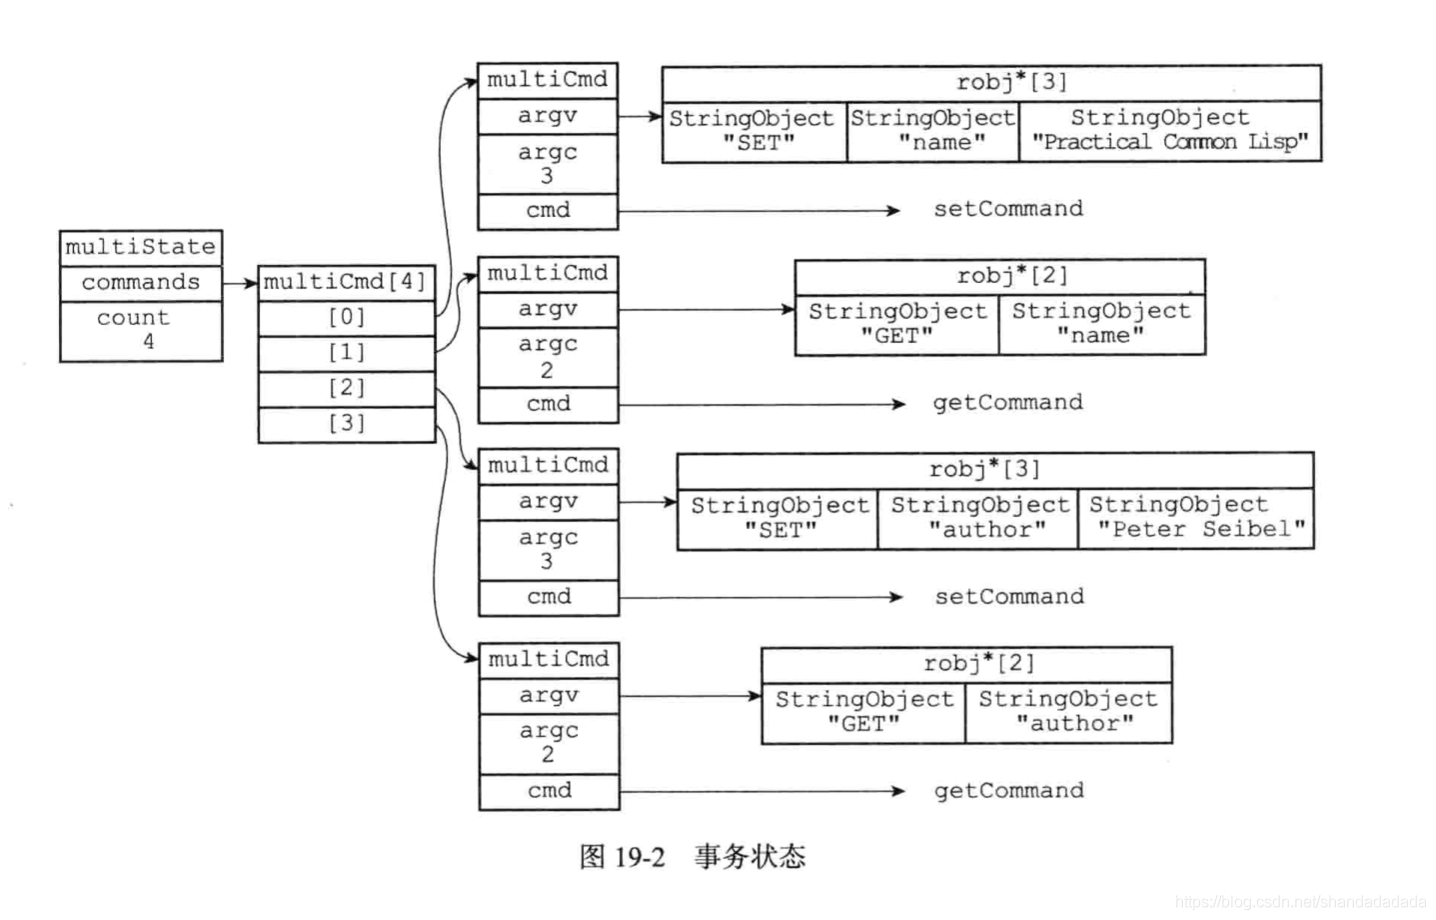 multiState
commands
count
4
multiCmd[4]
[0]
[1]
[2]
[3]
multiCmd
argv
argc
3
cmd
robj*[3]
StringObject
"SET"
StringObject
"name"
StringObject
"Practical Common Lisp"
setCommand
multiCmd
argv
argc
2
cmd
robj*[2]
StringObject
"GET"
StringObject
"name"
getCommand
multiCmd
argv
argc
3
cmd
robj*[3]
StringObject
"SET"
StringObject
"author"
StringObject
"Peter Seibel"
setCommand
multiCmd
argv
argc
2
cmd
robj*[2]
StringObject
"GET"
StringObject
"author"
getCommand
图 19-2 事务状态
https://blog.csdn.net/shandadadada